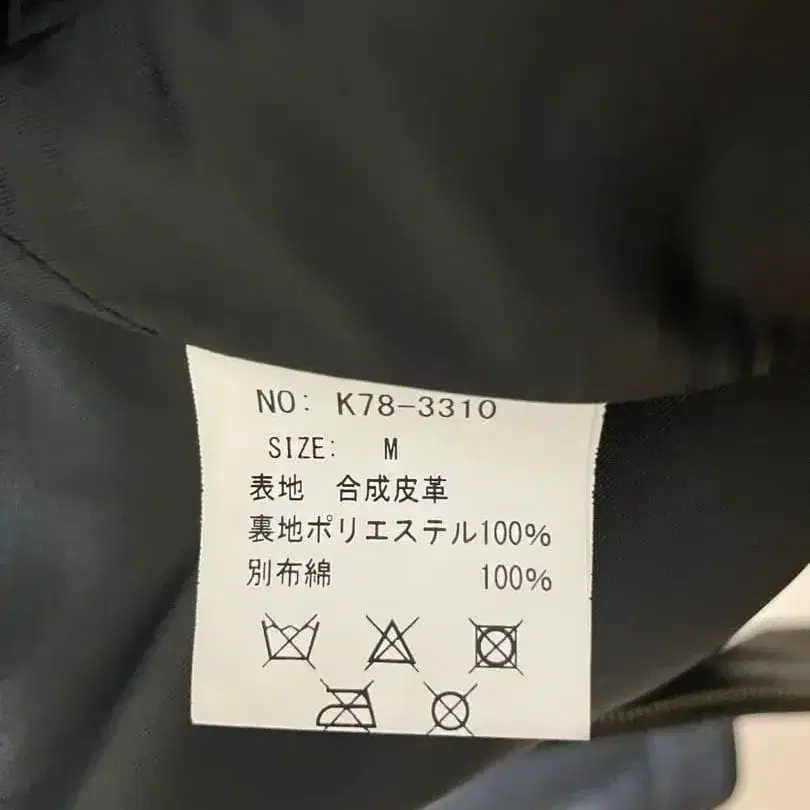 NO: K78-3310
SIZE: M
表地 合成皮革
裏地ポリエステル100%
別布綿 100%